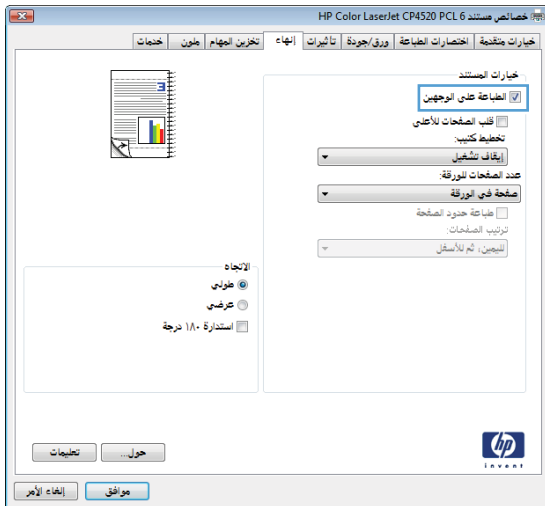 خصائص مستند HP Color LaserJet CP4520 PCL 6
خيارات متقدمة
اختصارات الطباعة
ورق/جودة
تأثيرات
إنهاء
تخزين المهام
ملون
خدمات
خيارات المستند
الطباعة على الوجهين
قلب الصفحات للأعلى
تخطيط كتيب:
إيقاف تشغيل
عدد الصفحات للورقة:
صفحة في الورقة
طباعة حدود الصفحة
ترتيب الصفحات:
لليمين، ثم للأسفل
3
الاتجاه
طولي
عرضي
استدارة ١٨٠ درجة
hp
invent
حول...
تعليمات
موافق
إلغاء الأمر